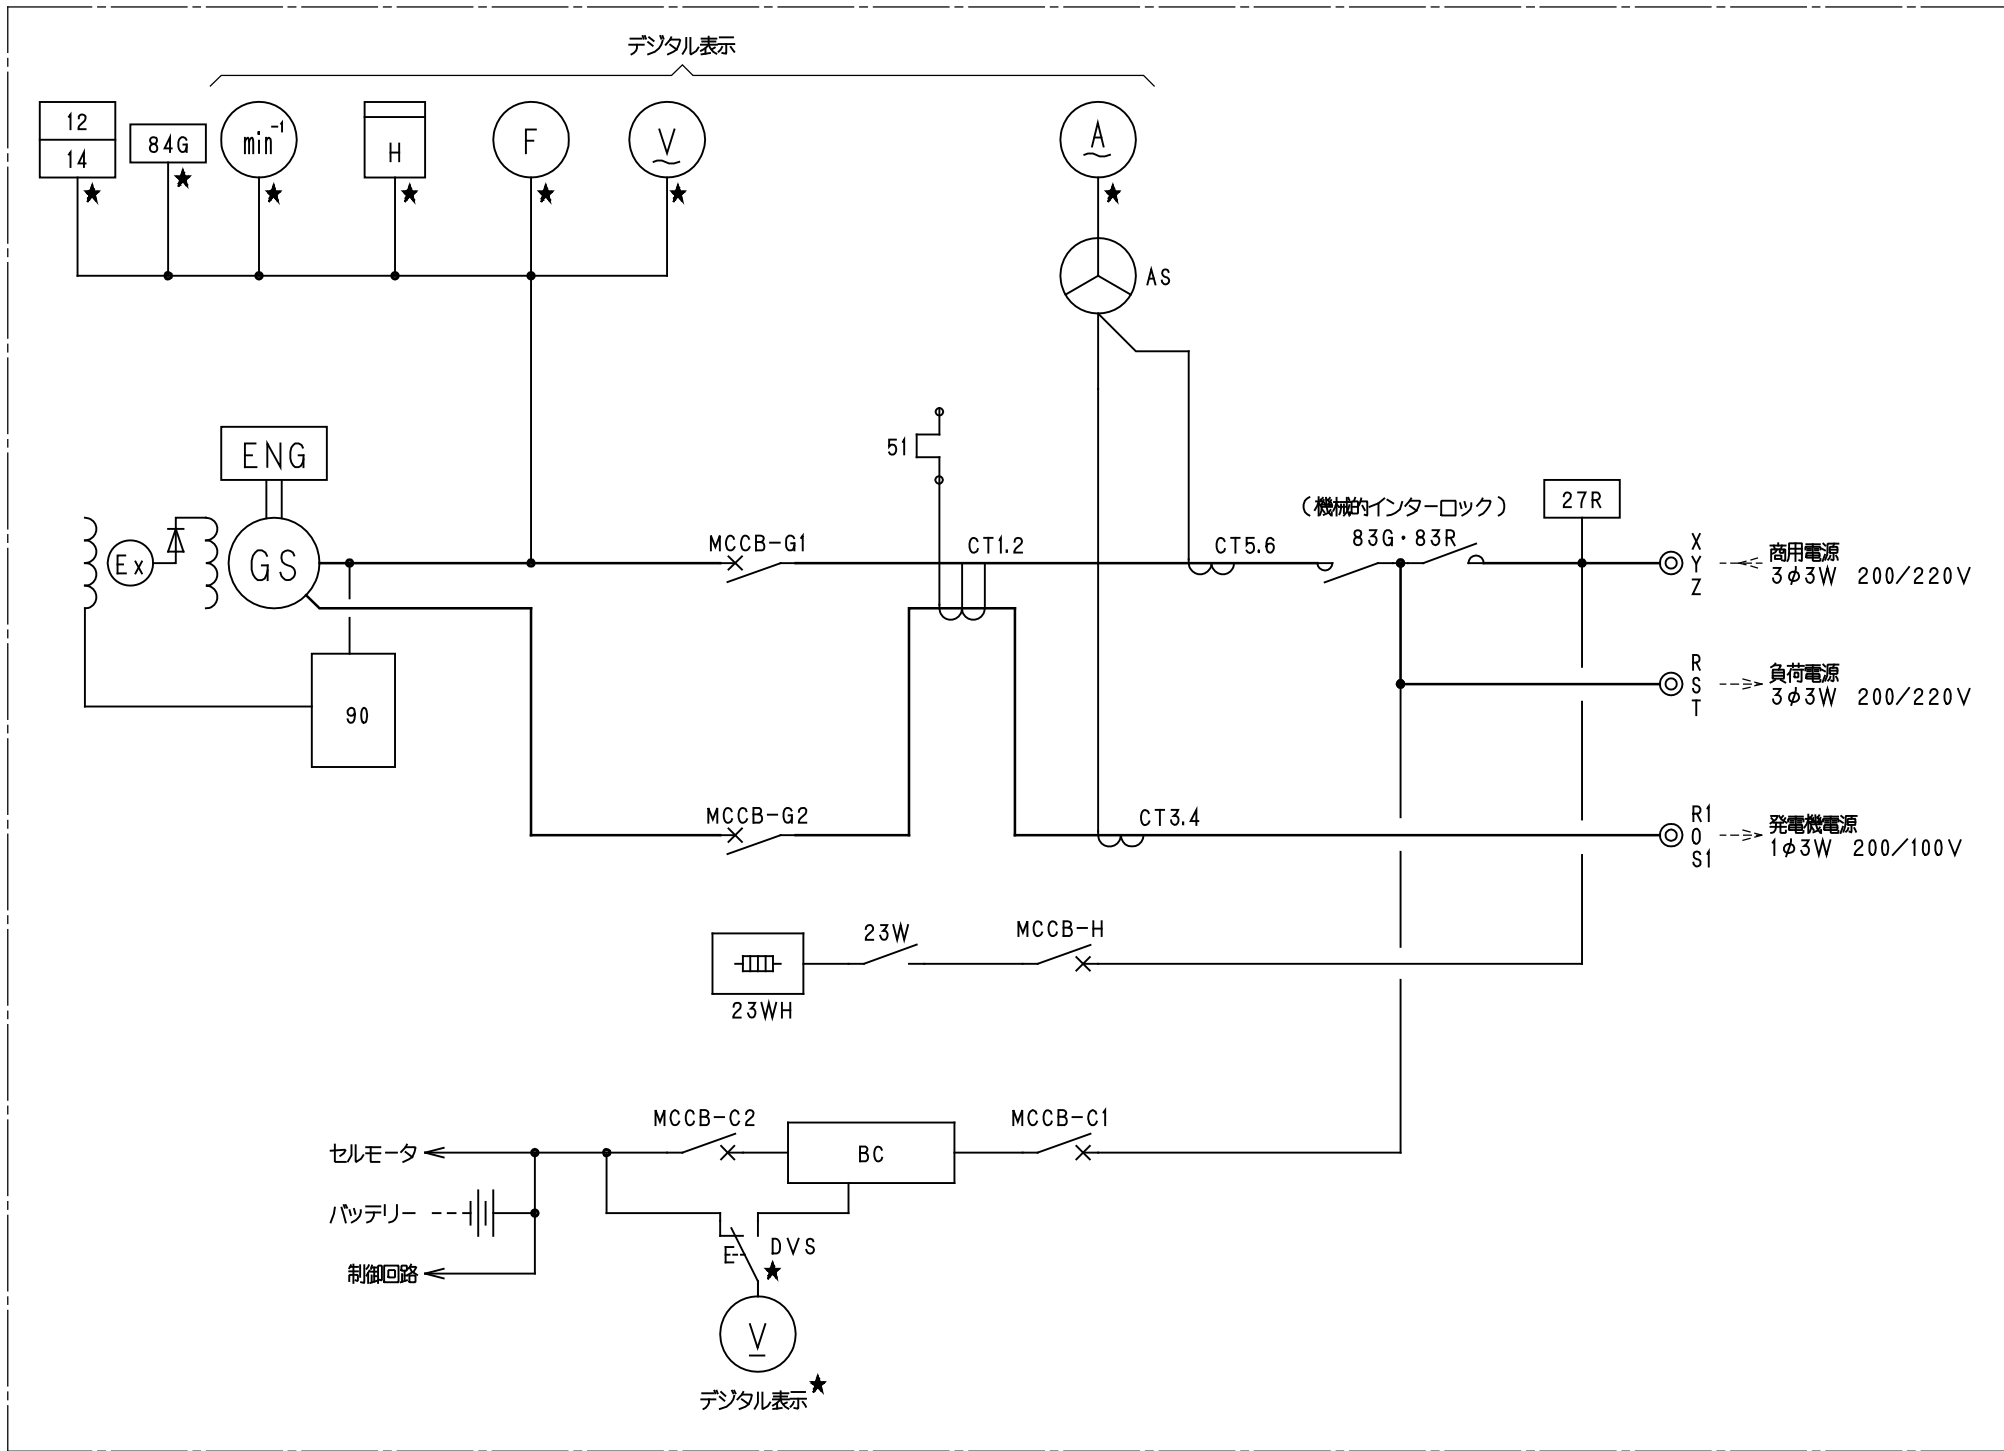 デジタル表示
12
14
84G
min⁻¹
H
F
V
A
AS
ENG
51
27R
(機械的インターロック)
83G・83R
MCCB-G1
CT1.2
CT5.6
Ex
GS
X
Y
Z
商用電源
3φ3W 200/220V
R
S
T
負荷電源
3φ3W 200/220V
90
MCCB-G2
CT3.4
R1
0
S1
発電機電源
1φ3W 200/100V
23W
MCCB-H
23WH
MCCB-C2
BC
MCCB-C1
セルモータ
バッテリー
DVS
制御回路
V
デジタル表示